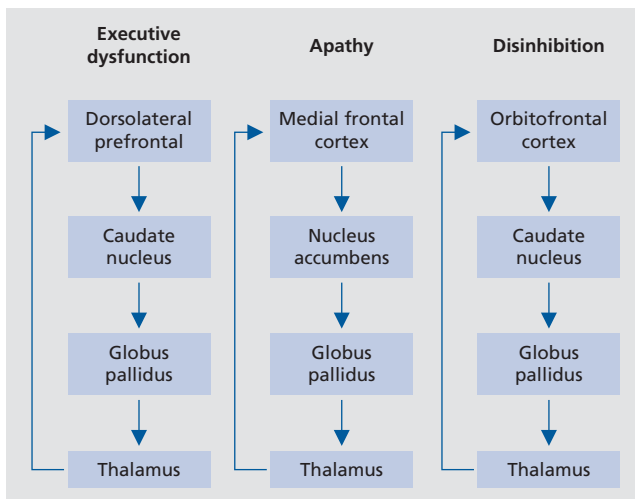 Executive
dysfunction
Apathy
Disinhibition
Dorsolateral
prefrontal
Medial frontal
cortex
Orbitofrontal
cortex
Caudate
nucleus
Nucleus
accumbens
Caudate
nucleus
Globus
pallidus
Globus
pallidus
Globus
pallidus
Thalamus
Thalamus
Thalamus